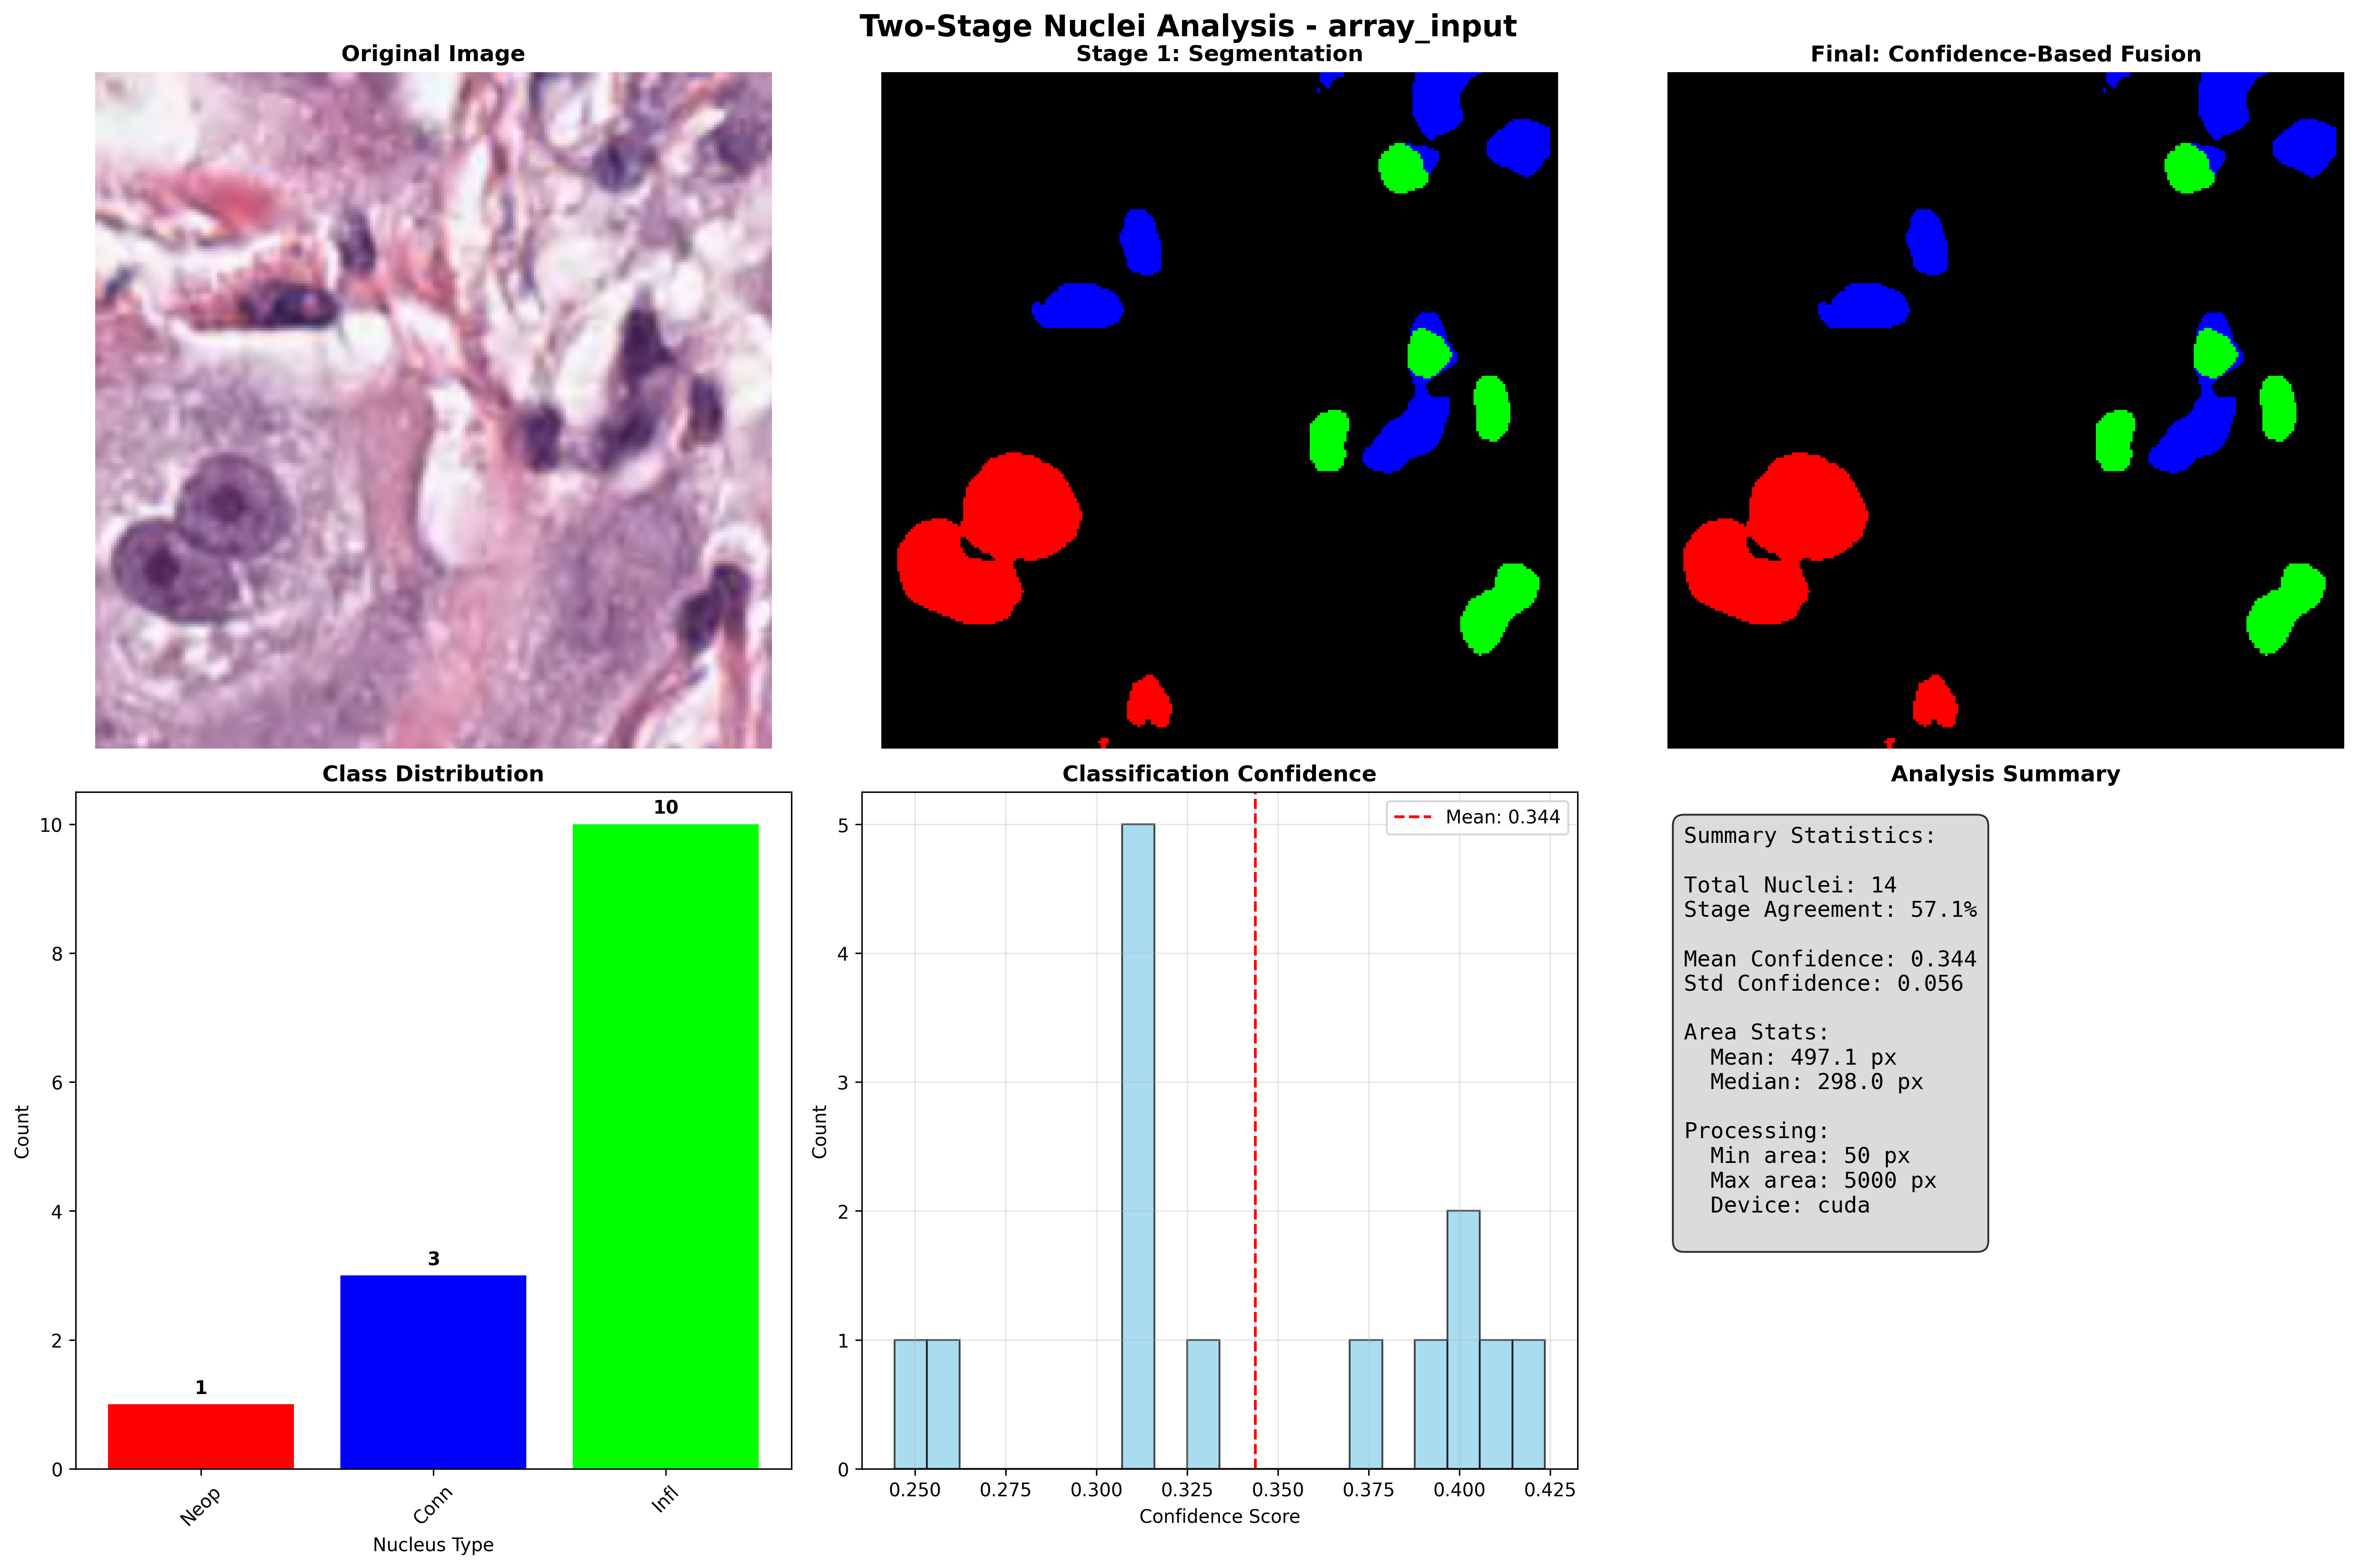 Two-Stage Nuclei Analysis - array_input
Original Image
Stage 1: Segmentation
Final: Confidence-Based Fusion
Class Distribution
10
3
1
10
8
6
4
2
0
Count
Neop
Conn
Infl
Nucleus Type
Classification Confidence
Mean: 0.344
5
4
3
2
1
0
Count
0.250 0.275 0.300 0.325 0.350 0.375 0.400 0.425
Confidence Score
Analysis Summary
Summary Statistics:
Total Nuclei: 14
Stage Agreement: 57.1%
Mean Confidence: 0.344
Std Confidence: 0.056
Area Stats:
Mean: 497.1 px
Median: 298.0 px
Processing:
Min area: 50 px
Max area: 5000 px
Device: cuda